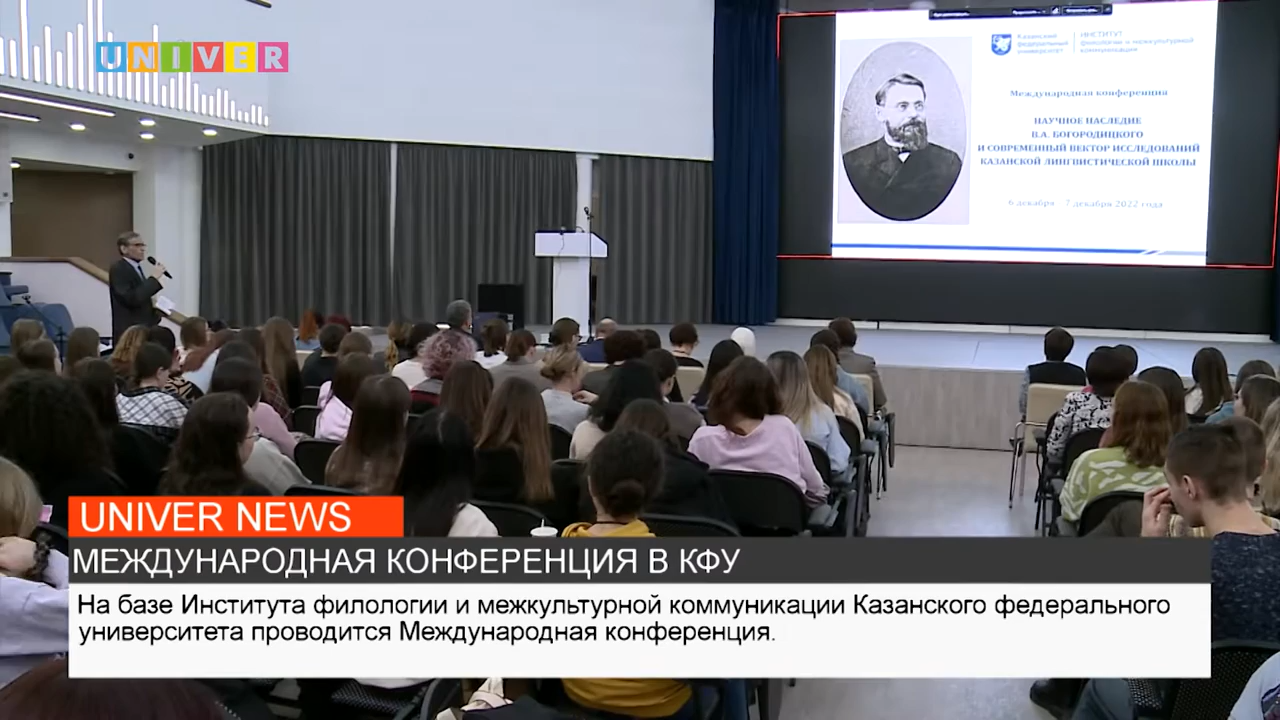 UNIVER
Казанский
федеральный
университет
ИНСТИТУТ
филологии и межкультурной
коммуникации
Международная конференция
НАУЧНОЕ НАСЛЕДИЕ
В.А. БОГОРОДИЦКОГО
И СОВРЕМЕННЫЙ ВЕКТОР ИССЛЕДОВАНИЙ
КАЗАНСКОЙ ЛИНГВИСТИЧЕСКОЙ ШКОЛЫ
6 декабря - 7 декабря 2022 года
UNIVER NEWS
МЕЖДУНАРОДНАЯ КОНФЕРЕНЦИЯ В КФУ
На базе Института филологии и межкультурной коммуникации Казанского федерального
университета проводится Международная конференция.